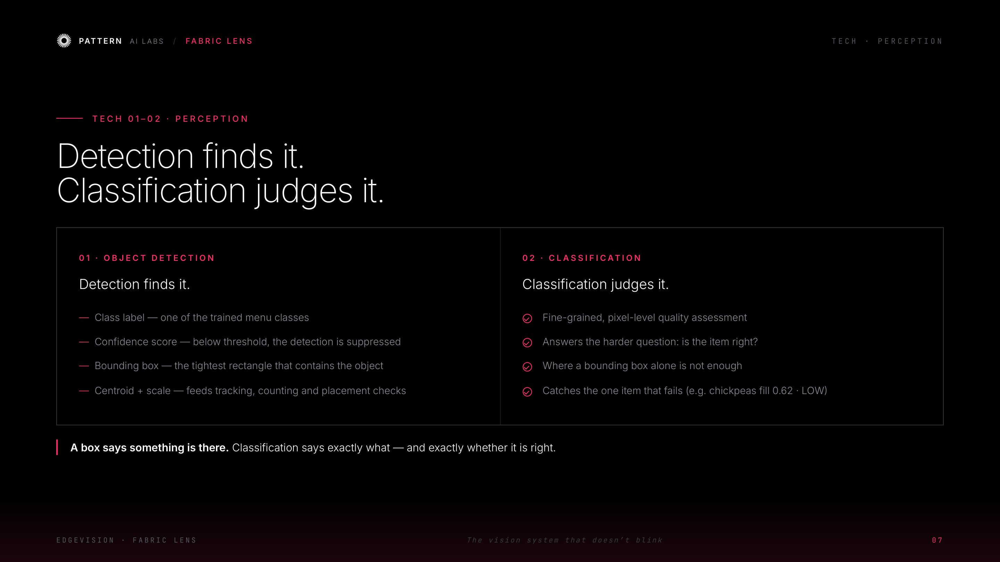 PATTERN AI LABS / FABRIC LENS
TECH · PERCEPTION
TECH 01–02 · PERCEPTION
Detection finds it.
Classification judges it.
01 · OBJECT DETECTION
Detection finds it.
— Class label — one of the trained menu classes
— Confidence score — below threshold, the detection is suppressed
— Bounding box — the tightest rectangle that contains the object
— Centroid + scale — feeds tracking, counting and placement checks
02 · CLASSIFICATION
Classification judges it.
Fine-grained, pixel-level quality assessment
Answers the harder question: is the item right?
Where a bounding box alone is not enough
Catches the one item that fails (e.g. chickpeas fill 0.62 · LOW)
A box says something is there. Classification says exactly what — and exactly whether it is right.
EDGEVISION · FABRIC LENS
The vision system that doesn’t blink
07